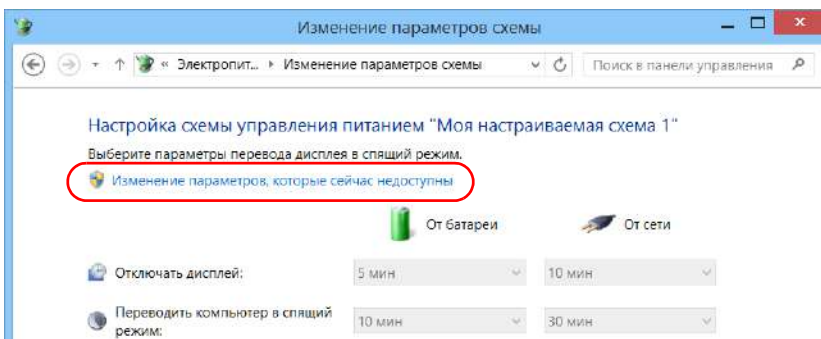 Изменение параметров схемы
« Электропит... ▸ Изменение параметров схемы
Поиск в панели управления
Настройка схемы управления питанием "Моя настраиваемая схема 1"
Выберите параметры перевода дисплея в спящий режим.
Изменение параметров, которые сейчас недоступны
От батареи От сети
Отключать дисплей: 5 мин 10 мин
Переводить компьютер в спящий
режим: 10 мин 30 мин